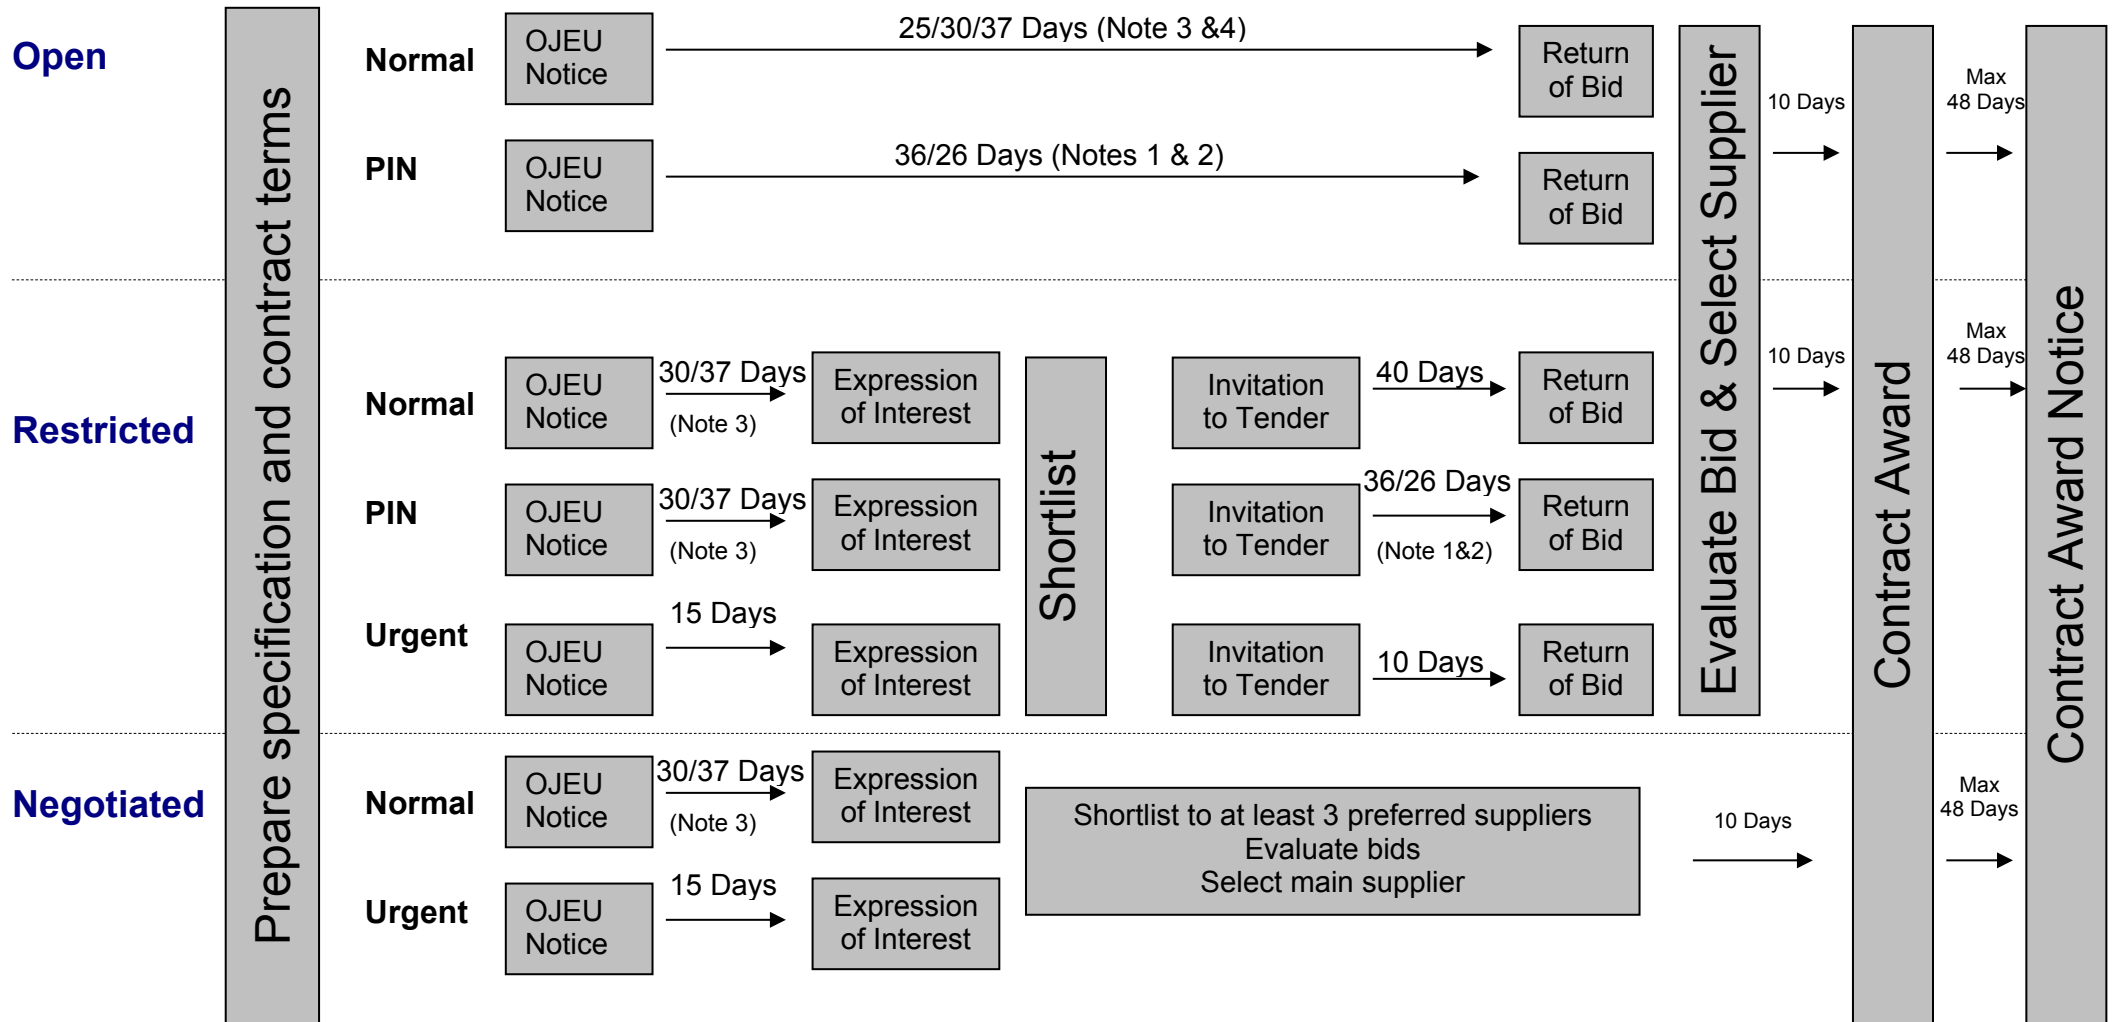 Prepare specification and contract terms
Open
Normal
OJEU
Notice
25/30/37 Days (Note 3 &4)
Return
of Bid
PIN
OJEU
Notice
36/26 Days (Notes 1 & 2)
Return
of Bid
Evaluate Bid & Select Supplier
10 Days
Contract Award
Max
48 Days
Contract Award Notice
Restricted
Normal
OJEU
Notice
30/37 Days
(Note 3)
Expression
of Interest
Shortlist
Invitation
to Tender
40 Days
Return
of Bid
10 Days
Max
48 Days
PIN
OJEU
Notice
30/37 Days
(Note 3)
Expression
of Interest
Invitation
to Tender
36/26 Days
(Note 1&2)
Return
of Bid
Urgent
OJEU
Notice
15 Days
Expression
of Interest
Invitation
to Tender
10 Days
Return
of Bid
Negotiated
Normal
OJEU
Notice
30/37 Days
(Note 3)
Expression
of Interest
Shortlist to at least 3 preferred suppliers
Evaluate bids
Select main supplier
10 Days
Max
48 Days
Urgent
OJEU
Notice
15 Days
Expression
of Interest